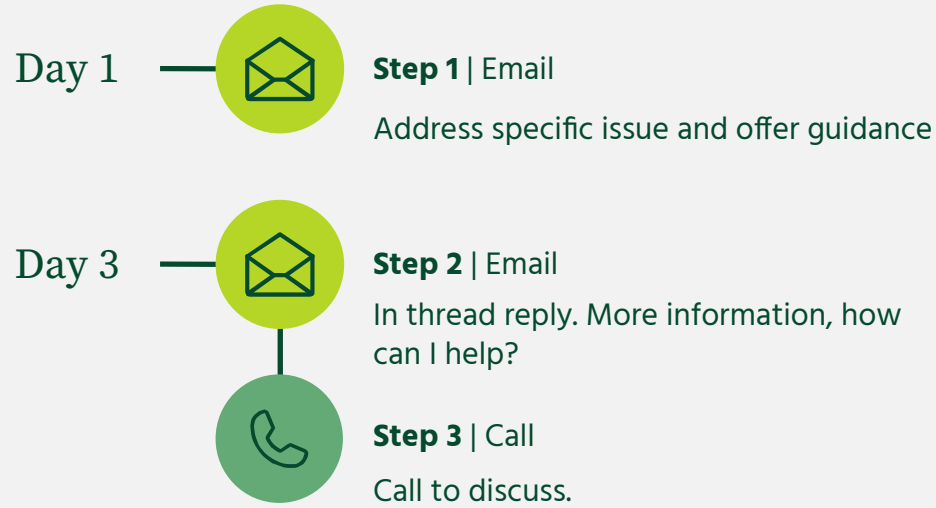 Day 1
Step 1 | Email
Address specific issue and offer guidance
Day 3
Step 2 | Email
In thread reply. More information, how
can I help?
Step 3 | Call
Call to discuss.